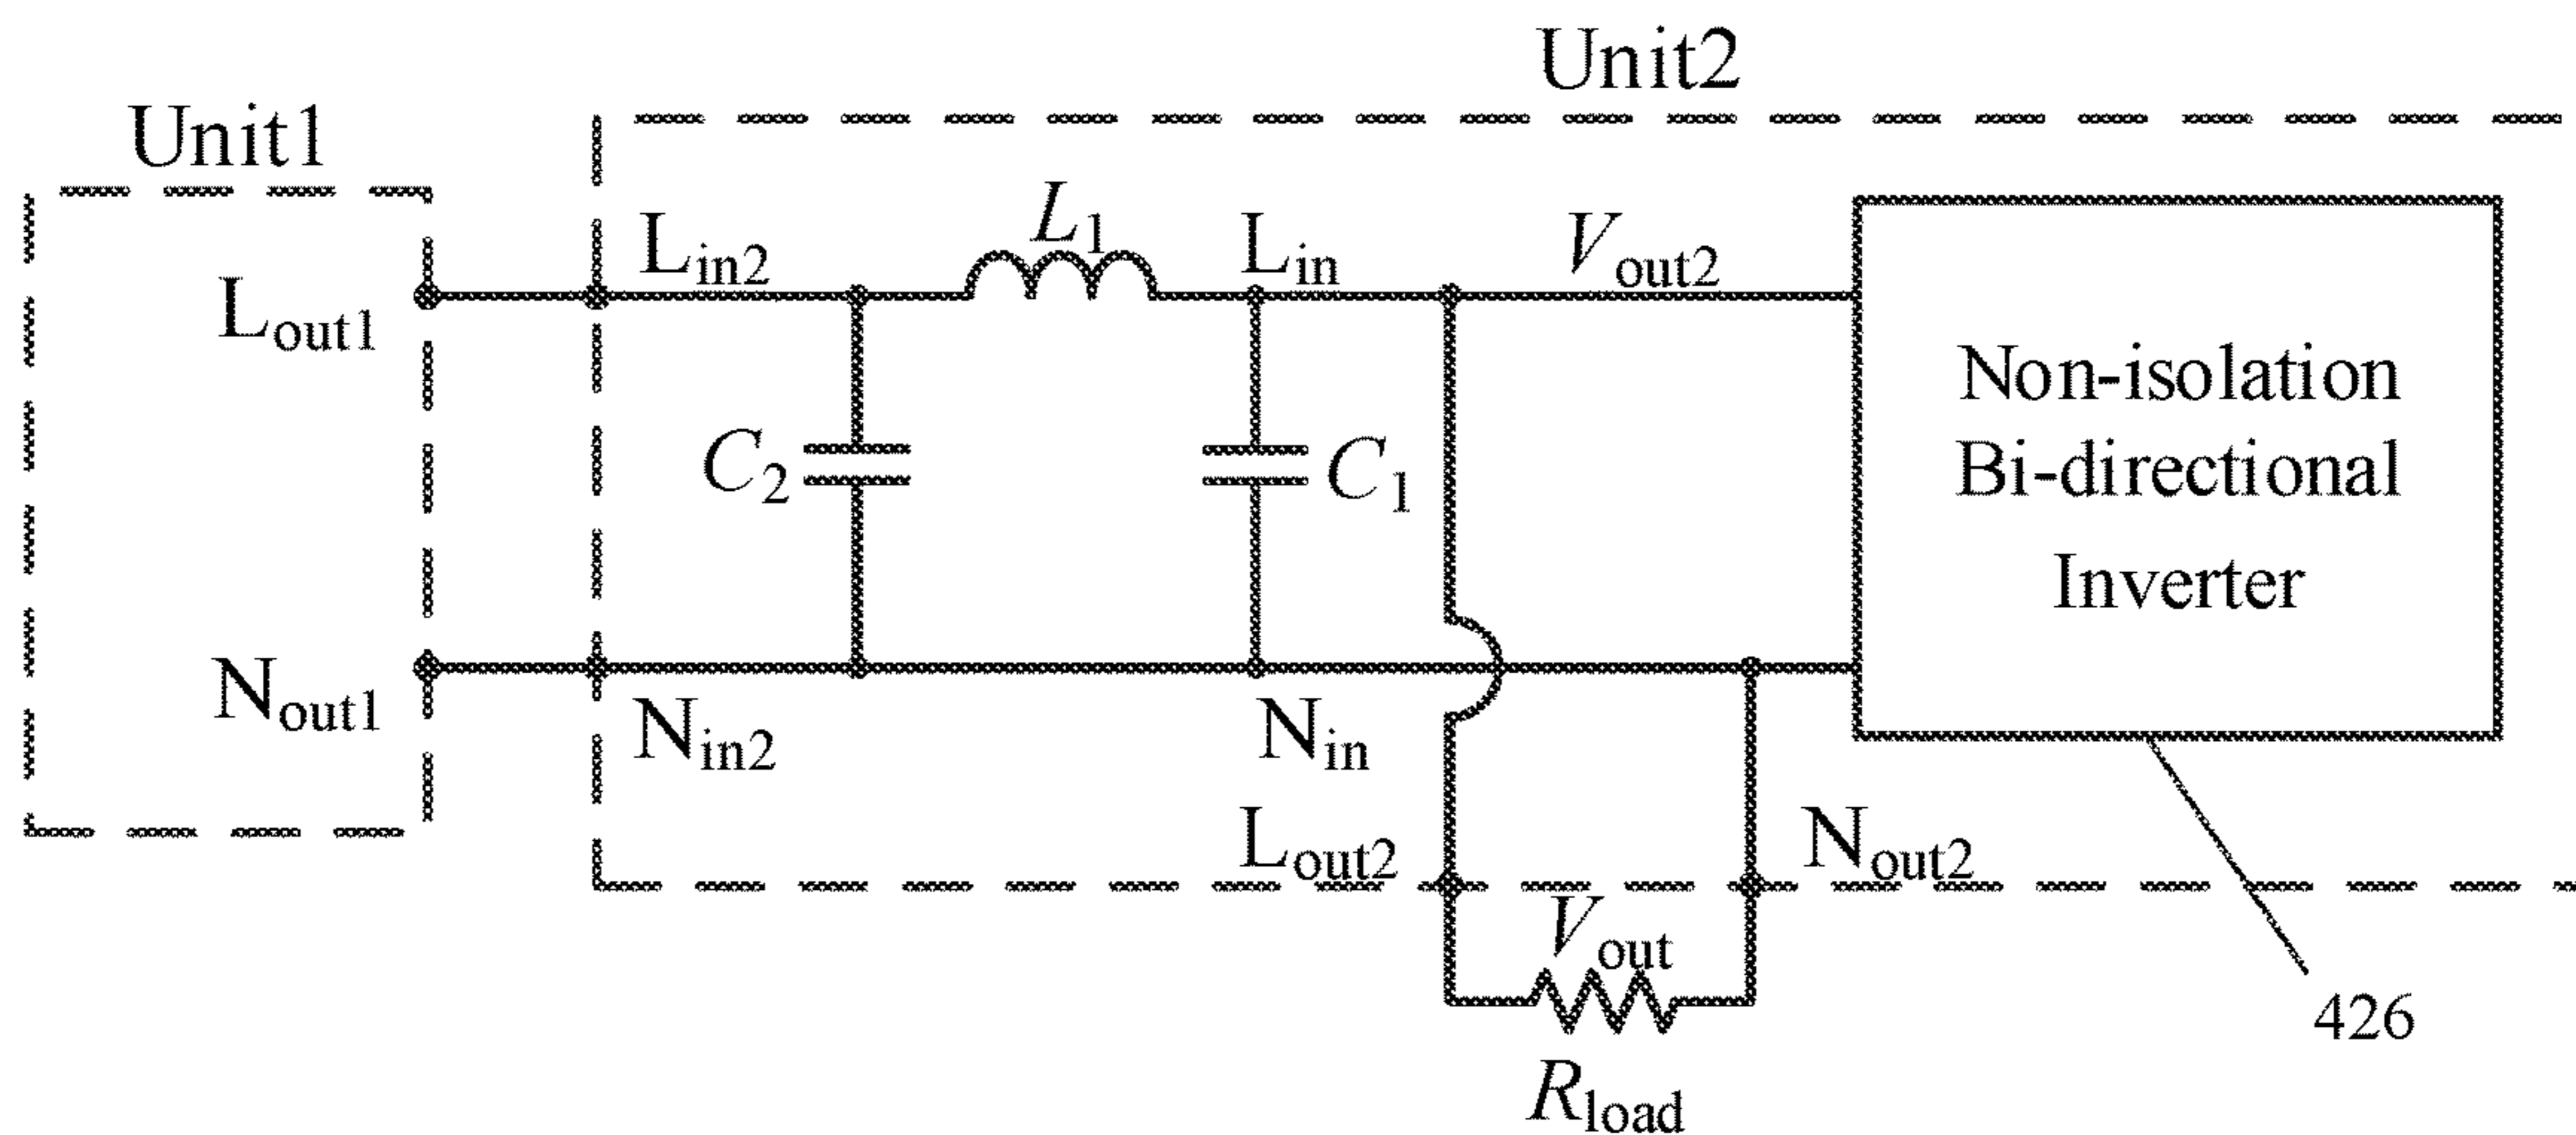 Unit2
Unit1
Lin2
L1
Lin
Vout2
Lout1
Non-isolation
Bi-directional
Inverter
C2
C1
Nout1
Nin2
Nin
Lout2
Nout2
Vout
426
Rload